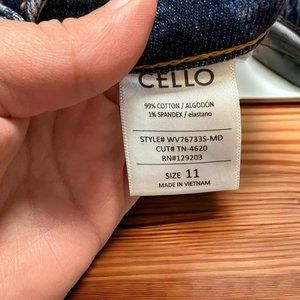 CELLO
99% COTTON / ALGODÓN
1% SPANDEX / elastano
STYLE# WV76733S-MD
CUT# TN-4620
RN#129203
SIZE 11
MADE IN VIETNAM